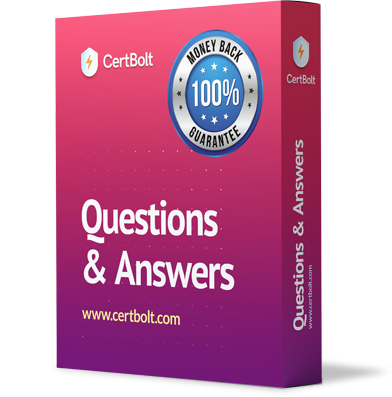 CertBolt
MONEY BACK
100%
GUARANTEE
Questions
& Answers
www.certbolt.com
CertBolt
Questions & Answers
www.certbolt.com